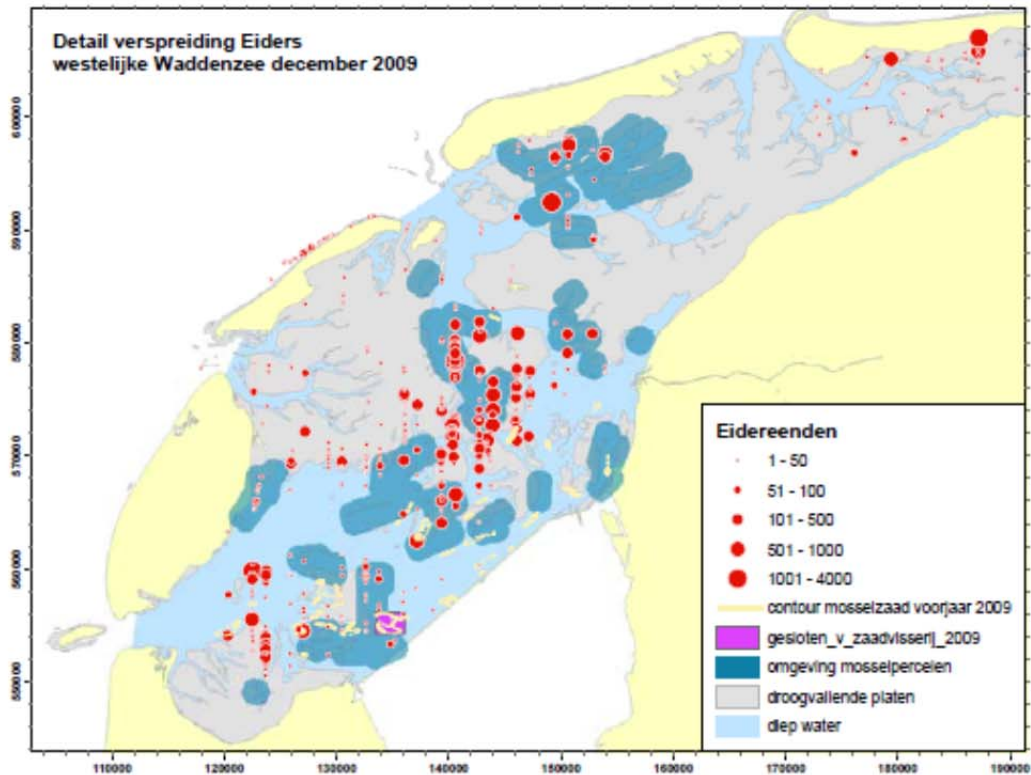 Detail verspreiding Eiders
westelijke Waddenzee december 2009
600000
590000
580000
570000
560000
550000
Eidereenden
1 - 50
51 - 100
101 - 500
501 - 1000
1001 - 4000
contour mosselzaad voorjaar 2009
gesloten_v_zaadvisserij_2009
omgeving mosselpercelen
droogvallende platen
diep water
110000 120000 130000 140000 150000 160000 170000 180000 190000